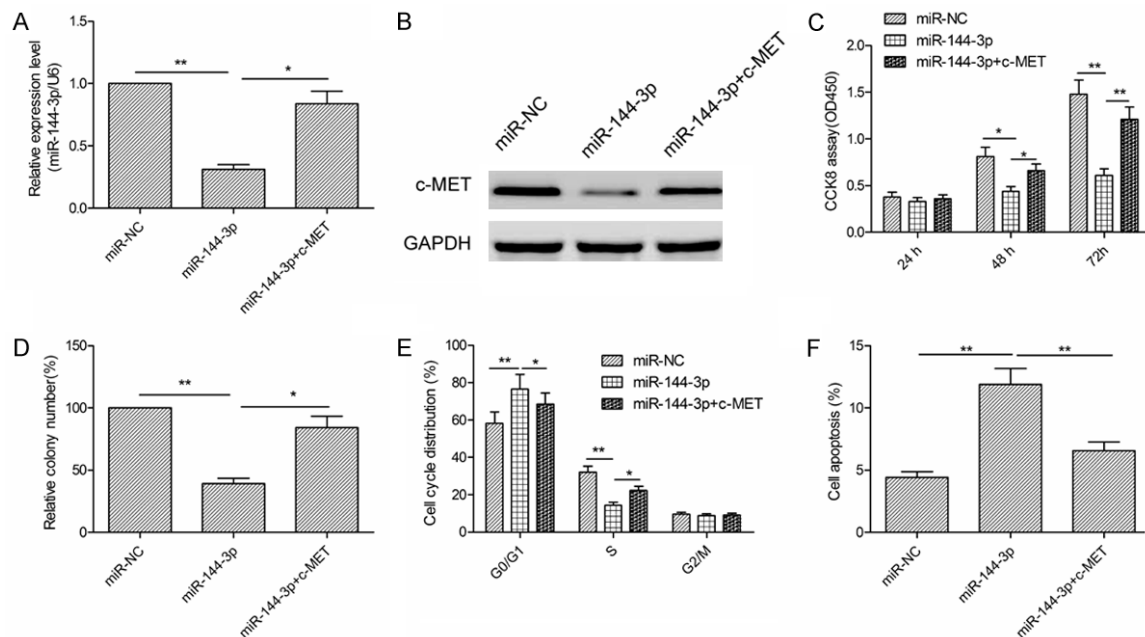 A
Relative expression level
(miR-144-3p/U6)
1.5
1.0
0.5
0.0
**
*
miR-NC
miR-144-3p
miR-144-3p+c-MET
B
miR-NC
miR-144-3p
miR-144-3p+c-MET
c-MET
GAPDH
C
miR-NC
miR-144-3p
miR-144-3p+c-MET
CCK8 assay(OD450)
2.0
1.5
1.0
0.5
0.0
*
*
**
**
24 h
48 h
72h
D
Relative colony number(%)
150
100
50
0
**
*
miR-NC
miR-144-3p
miR-144-3p+c-MET
E
Cell cycle distribution (%)
100
80
60
40
20
0
miR-NC
miR-144-3p
miR-144-3p+c-MET
**
*
**
*
G0/G1
S
G2/M
F
Cell apoptosis (%)
15
10
5
0
**
**
miR-NC
miR-144-3p
miR-144-3p+c-MET